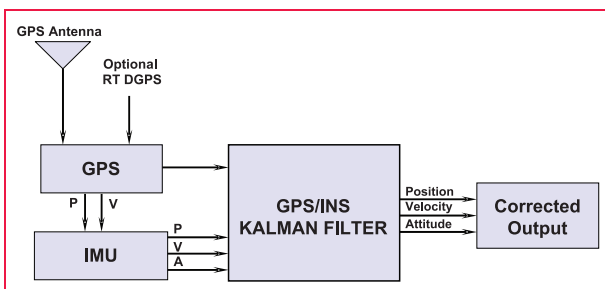 GPS Antenna
Optional
RT DGPS
GPS
P V
IMU
P
V
A
GPS/INS
KALMAN FILTER
Position
Velocity
Attitude
Corrected
Output